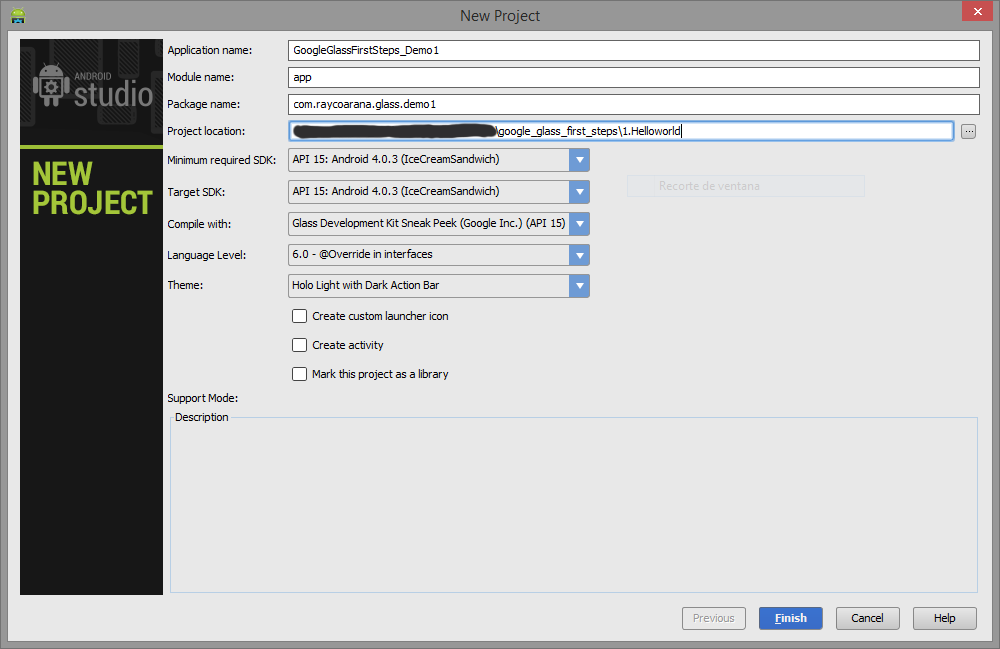 New Project
ANDROID
studio
NEW
PROJECT
Application name: GoogleGlassFirstSteps_Demo1
Module name: app
Package name: com.raycoarana.glass.demo1
Project location: \google_glass_first_steps\1.Helloworld ...
Minimum required SDK: API 15: Android 4.0.3 (IceCreamSandwich)
Recorte de ventana
Target SDK: API 15: Android 4.0.3 (IceCreamSandwich)
Compile with: Glass Development Kit Sneak Peek (Google Inc.) (API 15)
Language Level: 6.0 - @Override in interfaces
Theme: Holo Light with Dark Action Bar
Create custom launcher icon
Create activity
Mark this project as a library
Support Mode:
Description
Previous Finish Cancel Help